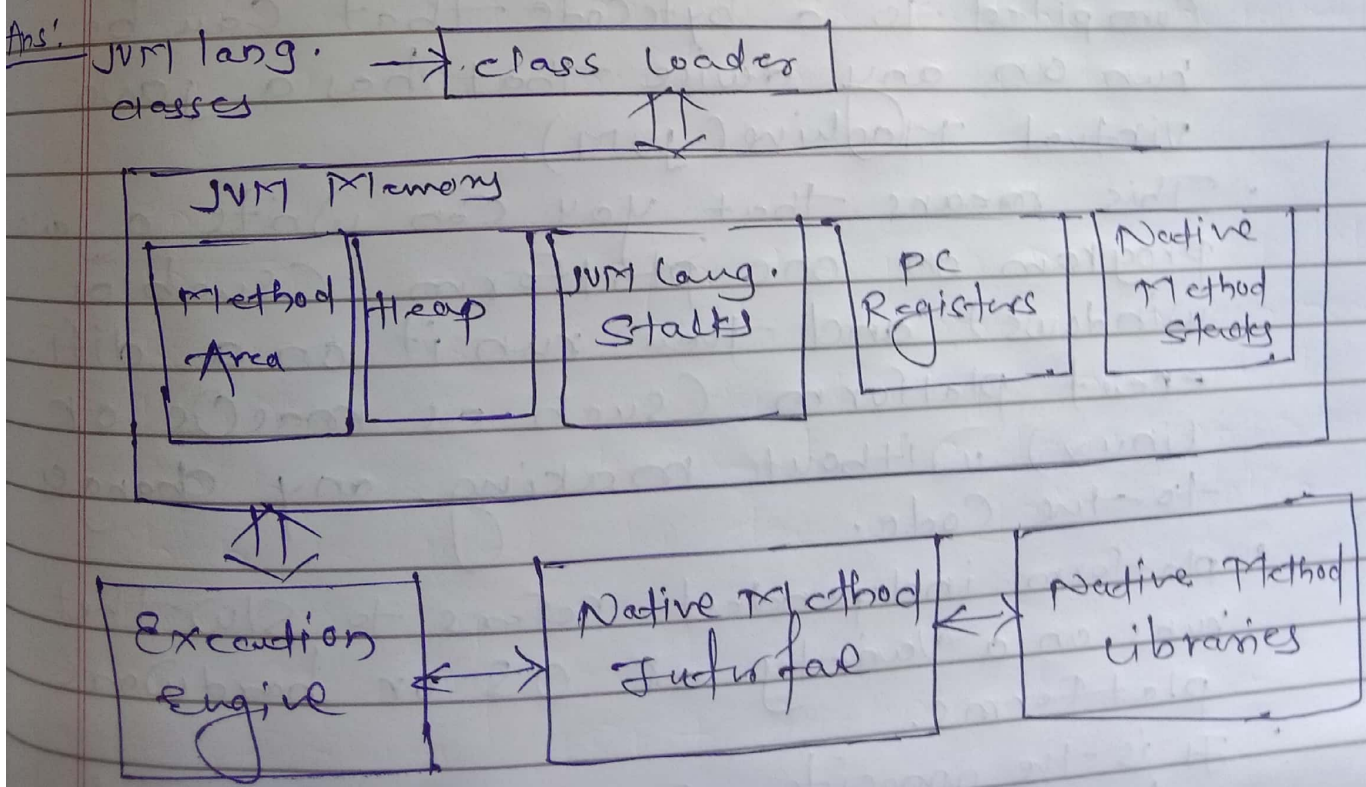 Ans:
JVM lang.
classes
class Loader
JVM Memory
Method
Area
Heap
JVM Lang.
Stacks
PC
Registers
Native
Method
Stacks
Execution
Engine
Native Method
Interface
Native Method
Libraries